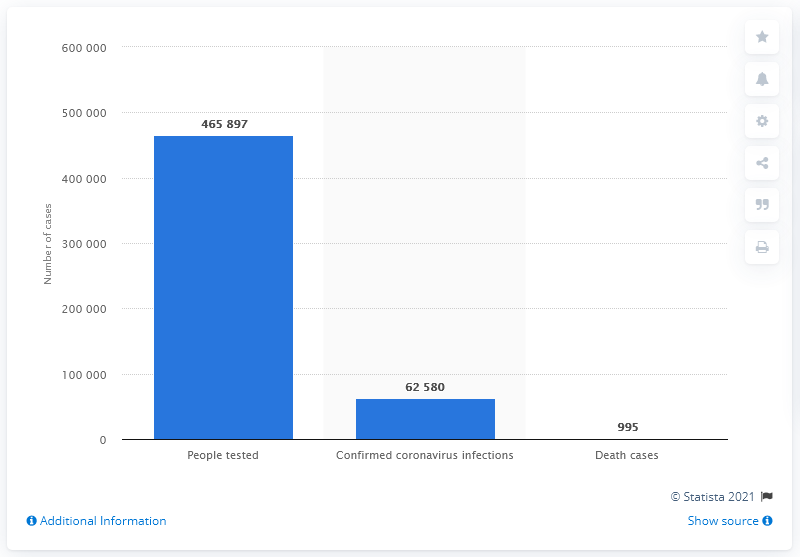 600 000
500 000
465 897
400 000
300 000
200 000
100 000
62 580
995
0
Number of cases
People tested
Confirmed coronavirus infections
Death cases
© Statista 2021
Additional Information
Show source